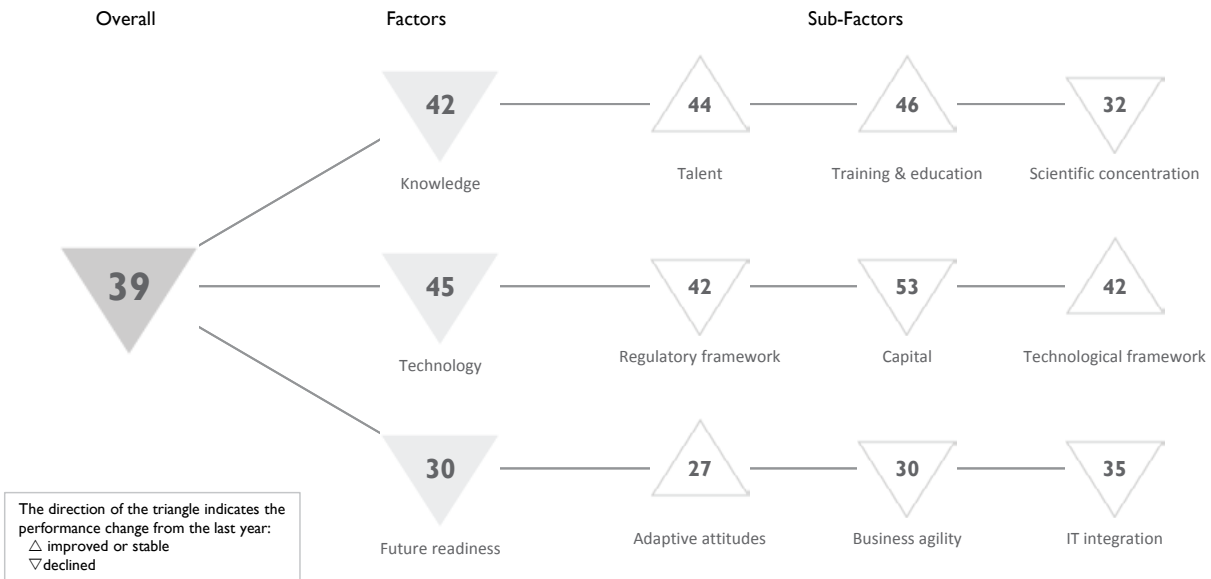 Overall Factors Sub-Factors
42 44 46 32
Knowledge Talent Training & education Scientific concentration
39 45 42 53 42
Technology Regulatory framework Capital Technological framework
30 27 30 35
Future readiness Adaptive attitudes Business agility IT integration
The direction of the triangle indicates the
performance change from the last year:
△ improved or stable
▽declined